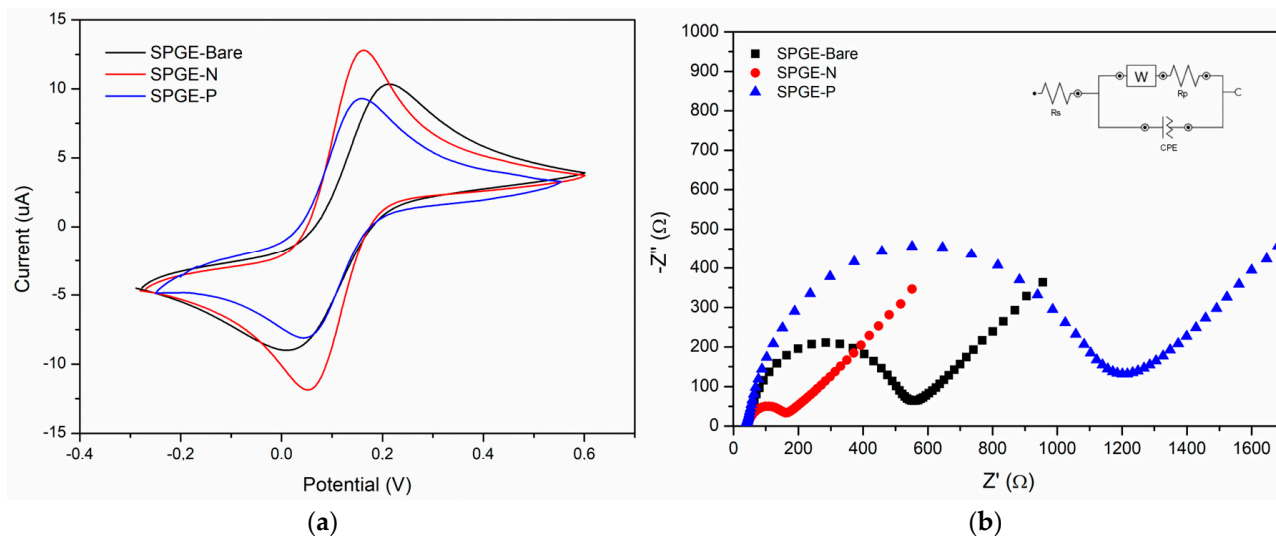 15
10
5
0
-5
-10
-15
-0,4
-0,2
0.0
0.2
0.4
0.6
Current (uA)
Potential (V)
SPGE-Bare
SPGE-N
SPGE-P
(a)
1000
900
800
700
600
500
400
300
200
100
0
0
200
400
600
800
1000
1200
1400
1600
-Z" (Ω)
Z' (Ω)
SPGE-Bare
SPGE-N
SPGE-P
Rs
W
Rp
CPE
(b)